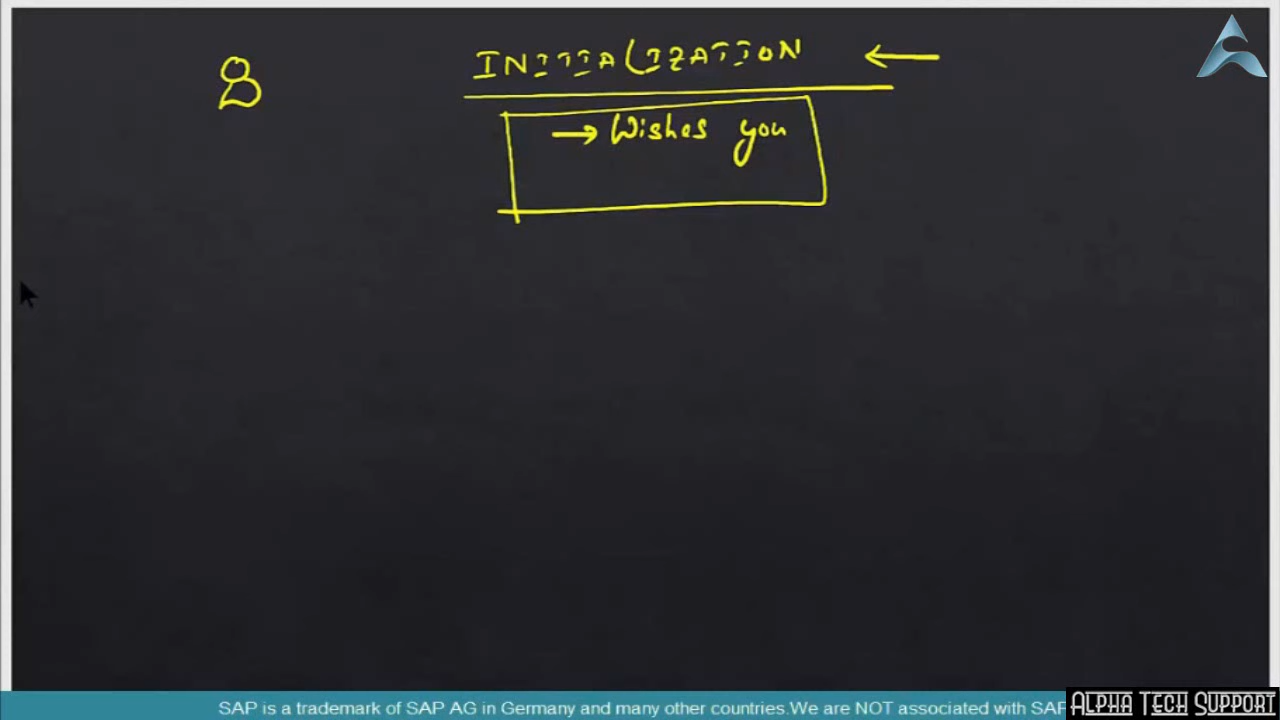 INITIALIZATION ←
→ Wishes you
SAP is a trademark of SAP AG in Germany and many other countries.We are NOT associated with SAP
ALPHA TECH SUPPORT